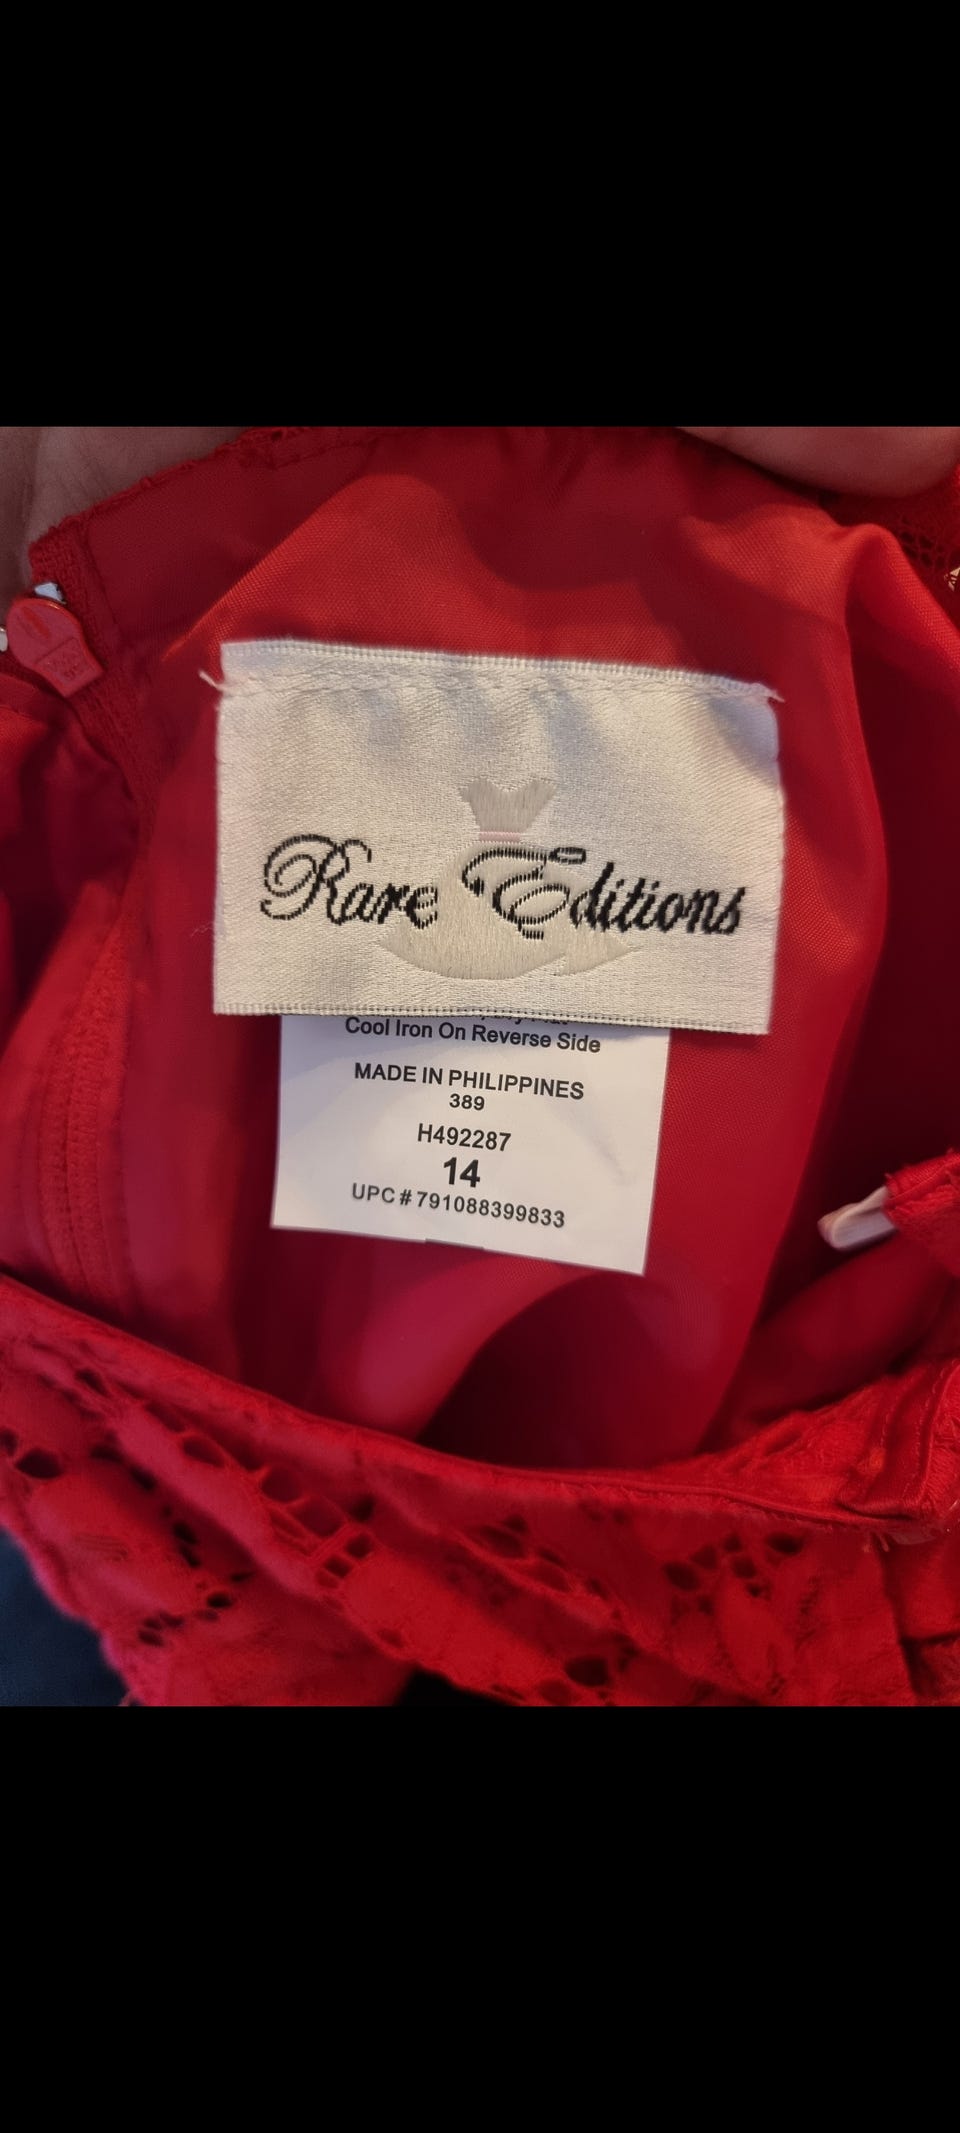 Rare Editions
Cool Iron On Reverse Side
MADE IN PHILIPPINES
389
H492287
14
UPC # 791088399833